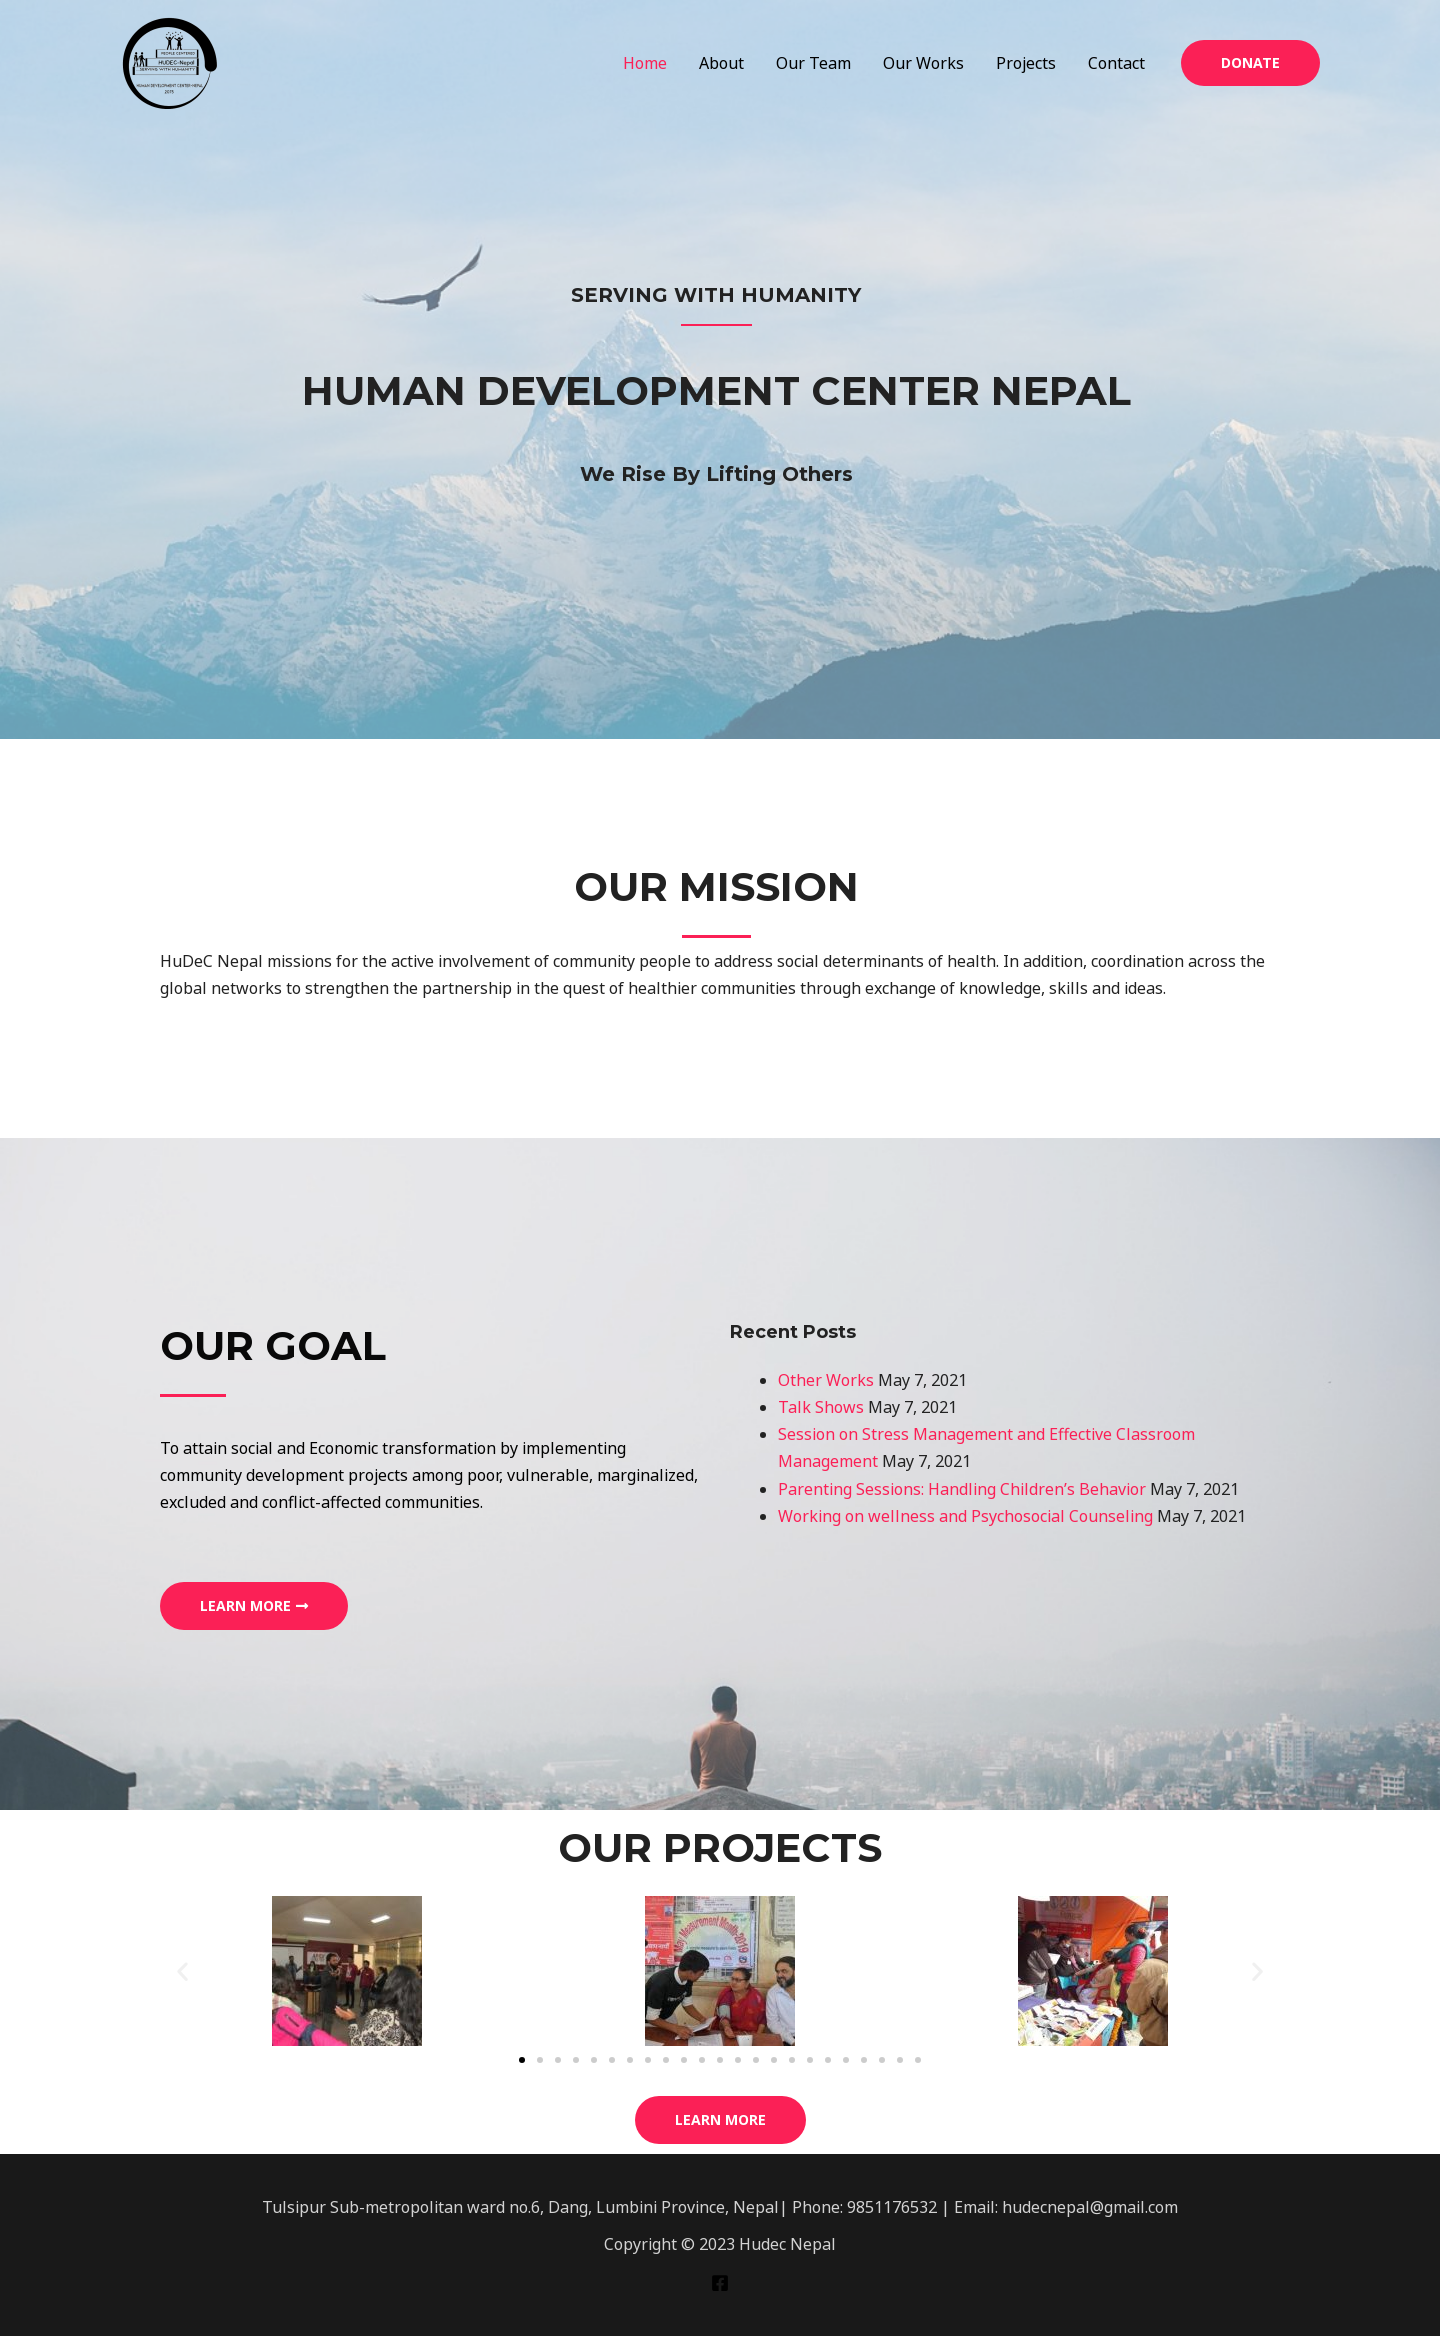 PEOPLE CENTERED
HUDEC-Nepal
SERVING WITH HUMANITY
HUMAN DEVELOPMENT CENTER-NEPAL
2075
Home About Our Team Our Works Projects Contact DONATE
SERVING WITH HUMANITY
HUMAN DEVELOPMENT CENTER NEPAL
We Rise By Lifting Others
OUR MISSION
HuDeC Nepal missions for the active involvement of community people to address social determinants of health. In addition, coordination across the
global networks to strengthen the partnership in the quest of healthier communities through exchange of knowledge, skills and ideas.
OUR GOAL
To attain social and Economic transformation by implementing
community development projects among poor, vulnerable, marginalized,
excluded and conflict-affected communities.
LEARN MORE
Recent Posts
Other Works May 7, 2021
Talk Shows May 7, 2021
Session on Stress Management and Effective Classroom
Management May 7, 2021
Parenting Sessions: Handling Children’s Behavior May 7, 2021
Working on wellness and Psychosocial Counseling May 7, 2021
OUR PROJECTS
May Measurement Month-2019
LEARN MORE
Tulsipur Sub-metropolitan ward no.6, Dang, Lumbini Province, Nepal| Phone: 9851176532 | Email: hudecnepal@gmail.com
Copyright © 2023 Hudec Nepal